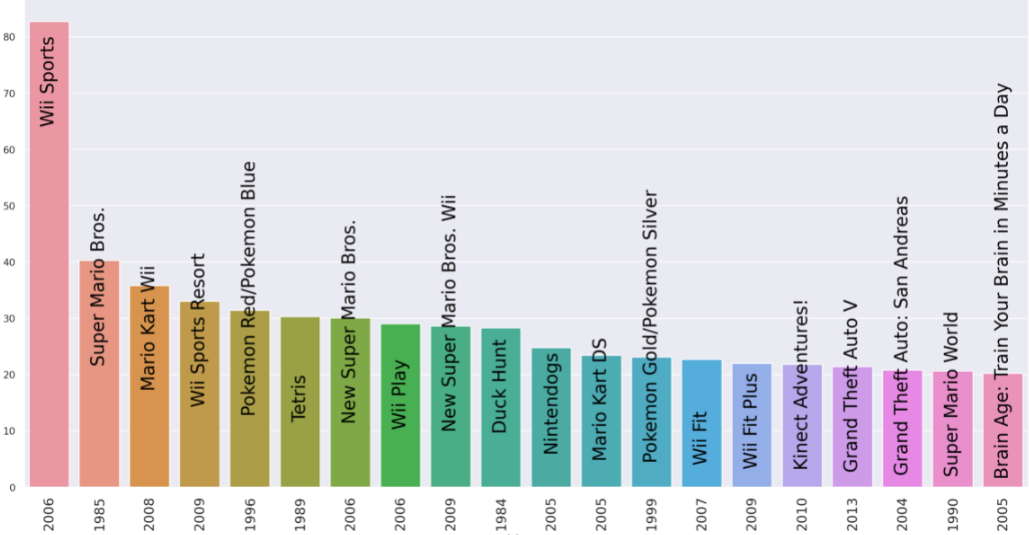 80
70
60
50
40
30
20
10
0
Wii Sports
Super Mario Bros.
Mario Kart Wii
Wii Sports Resort
Pokemon Red/Pokemon Blue
Tetris
New Super Mario Bros.
Wii Play
New Super Mario Bros. Wii
Duck Hunt
Nintendogs
Mario Kart DS
Pokemon Gold/Pokemon Silver
Wii Fit
Wii Fit Plus
Kinect Adventures!
Grand Theft Auto V
Grand Theft Auto: San Andreas
Super Mario World
Brain Age: Train Your Brain in Minutes a Day
2006
1985
2008
2009
1996
1989
2006
2006
2009
1984
2005
2005
1999
2007
2009
2010
2013
2004
1990
2005